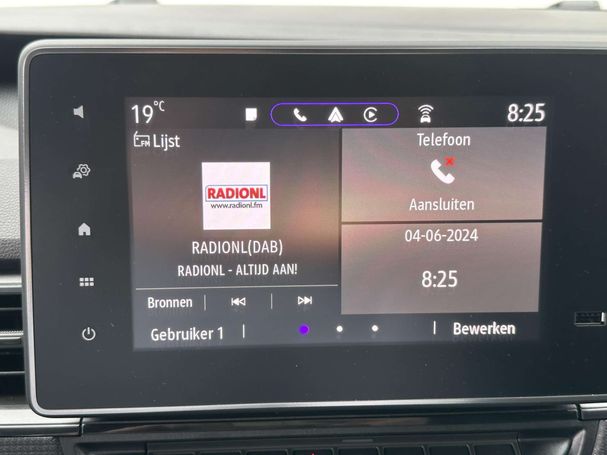 19°C
8:25
FM Lijst
RADIONL
www.radionl.fm
RADIONL(DAB)
RADIONL - ALTIJD AAN!
Bronnen
Telefoon
Aansluiten
04-06-2024
8:25
Gebruiker 1
Bewerken